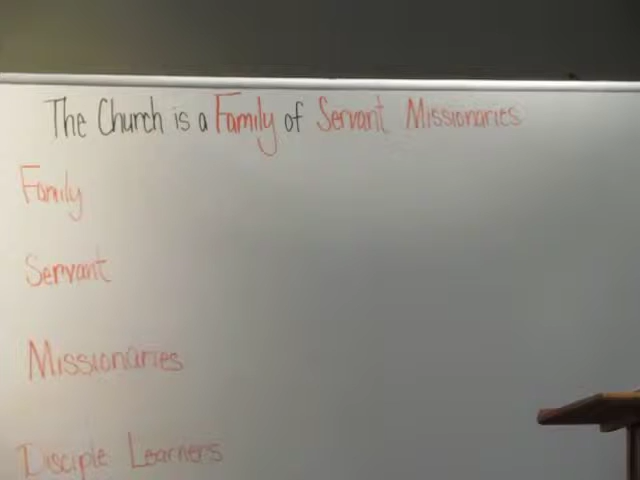 The Church is a Family of Servant Missionaries
Family
Servant
Missionaries
Disciple Learners